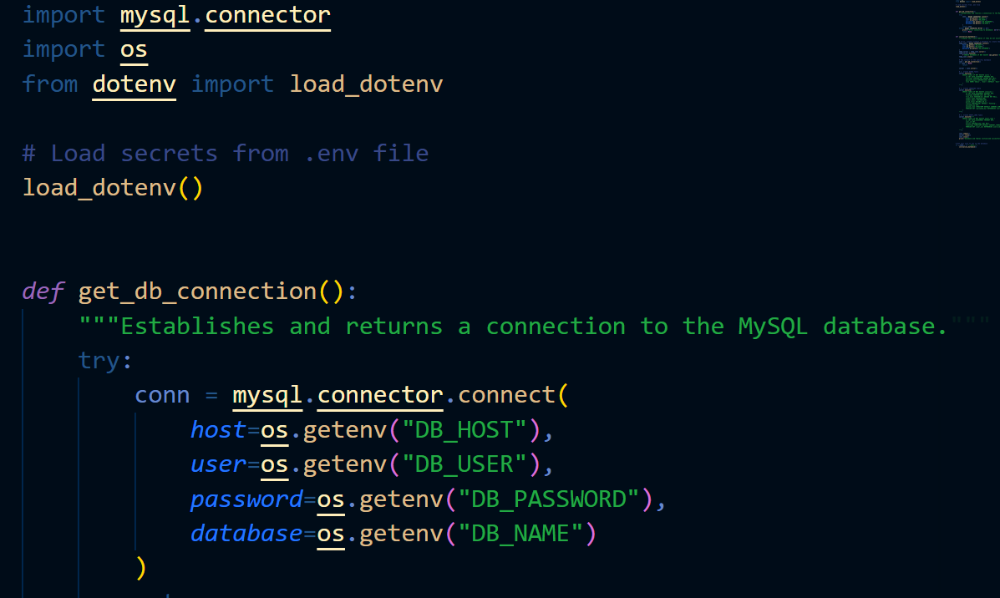 import mysql.connector
import os
from dotenv import load_dotenv
# Load secrets from .env file
load_dotenv()
def get_db_connection():
"""Establishes and returns a connection to the MySQL database."""
try:
conn = mysql.connector.connect(
host=os.getenv("DB_HOST"),
user=os.getenv("DB_USER"),
password=os.getenv("DB_PASSWORD"),
database=os.getenv("DB_NAME")
)